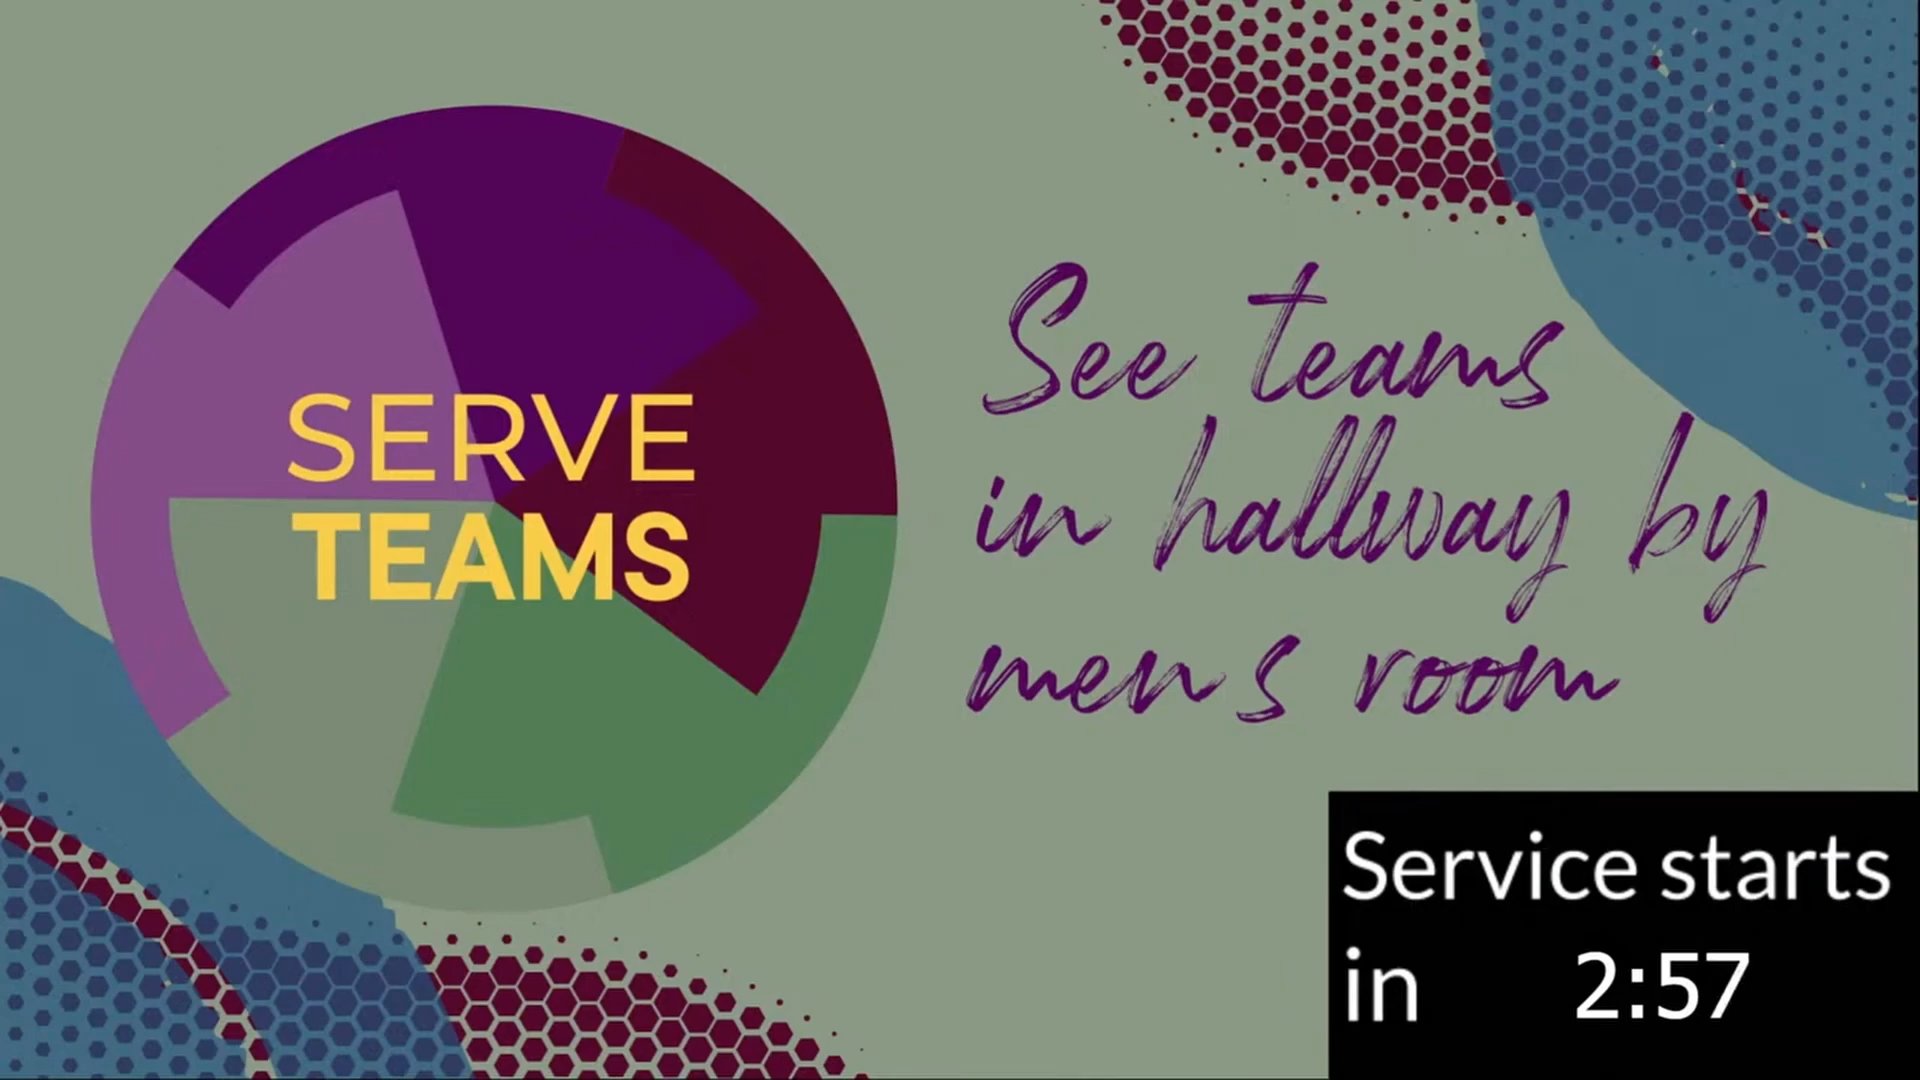 SERVE
TEAMS
See teams
in hallway by
men s room
Service starts
in 2:57